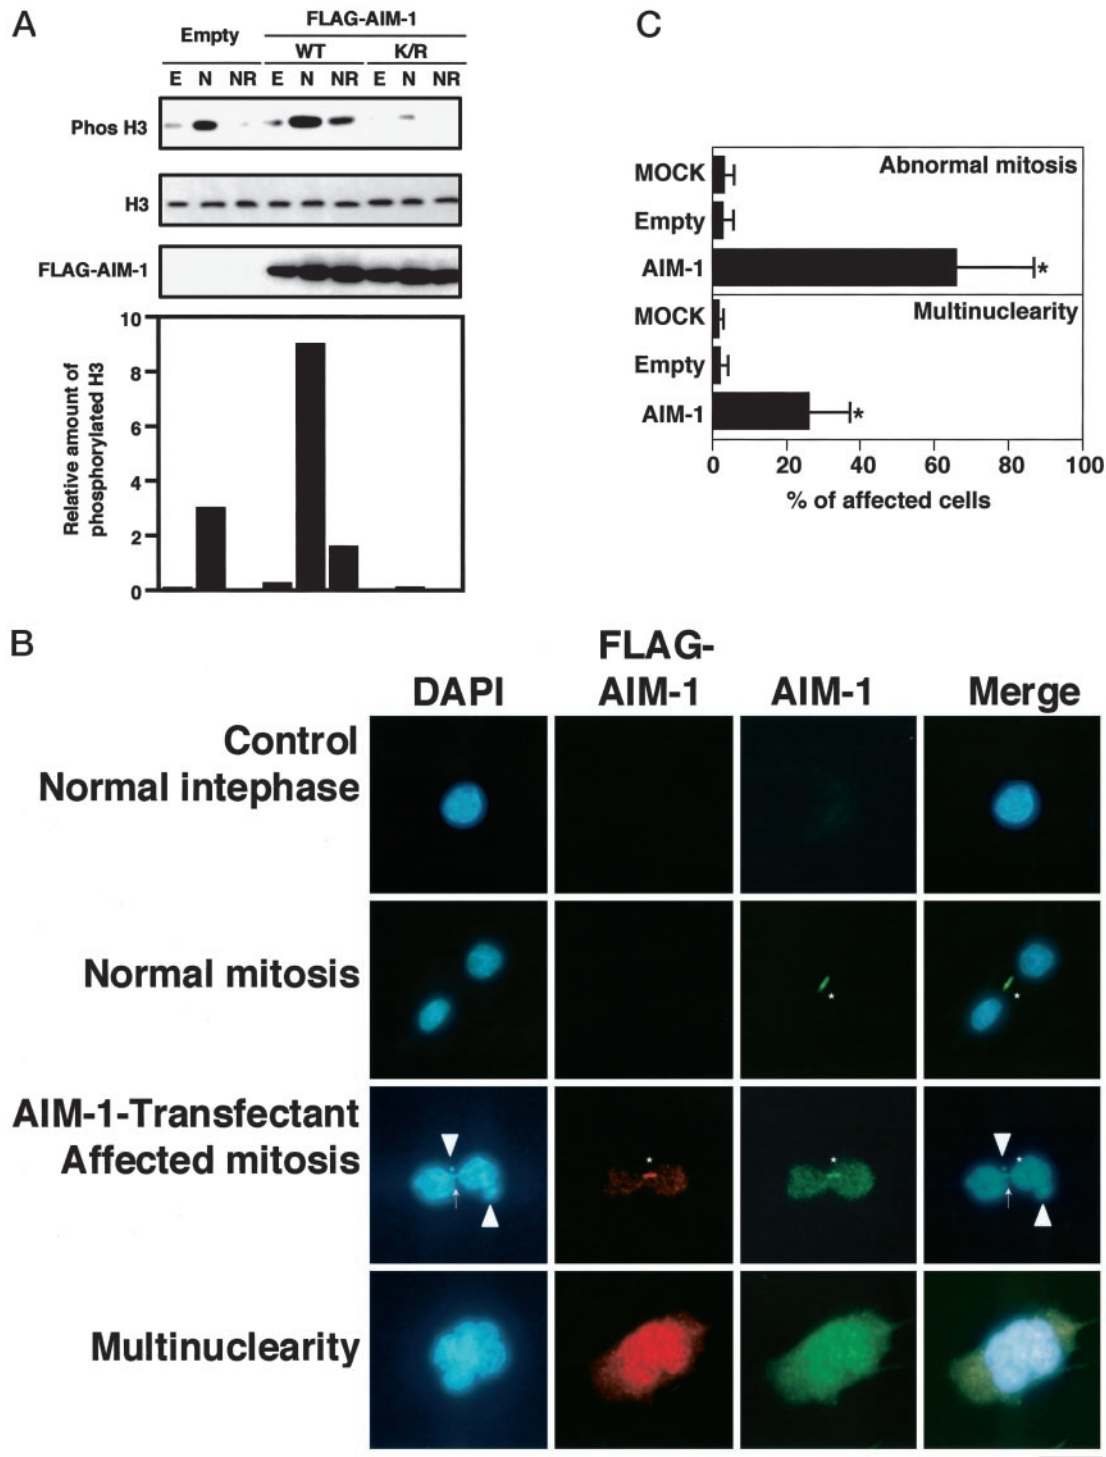 A
FLAG-AIM-1
Empty
WT K/R
E N NR E N NR E N NR
Phos H3
H3
FLAG-AIM-1
Relative amount of
phosphorylated H3
10
8
6
4
2
0
C
Abnormal mitosis
MOCK
Empty
AIM-1 *
Multinuclearity
MOCK
Empty
AIM-1 *
0 20 40 60 80 100
% of affected cells
B
DAPI FLAG-AIM-1 AIM-1 Merge
Control
Normal intephase
Normal mitosis
* *
AIM-1-Transfectant
Affected mitosis
* * * *
Multinuclearity